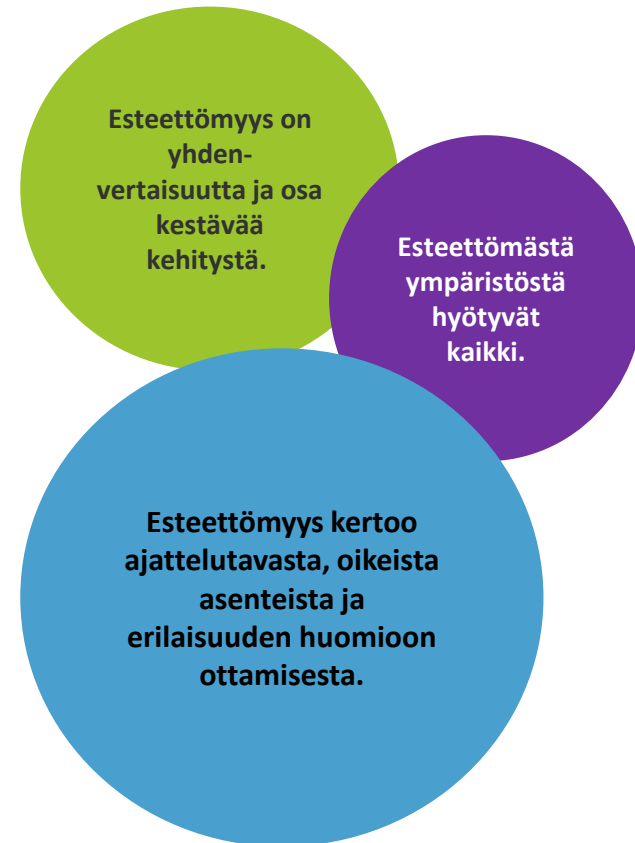 Esteettömyys on
yhden-
vertaisuutta ja osa
kestävää
kehitystä.
Esteettömästä
ympäristöstä
hyötyvät
kaikki.
Esteettömyys kertoo
ajattelutavasta, oikeista
asenteista ja
erilaisuuden huomioon
ottamisesta.